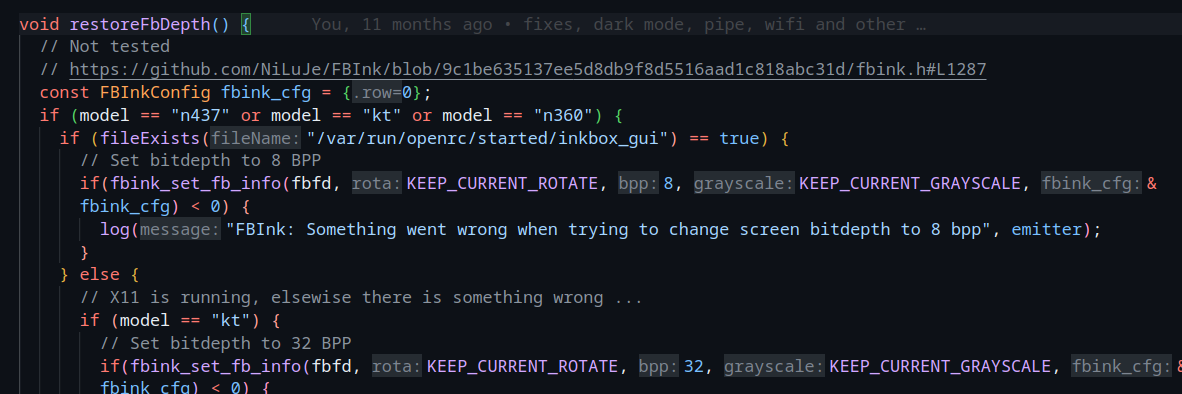 void restoreFbDepth() {     You, 11 months ago • fixes, dark mode, pipe, wifi and other …
  // Not tested
  // https://github.com/NiLuJe/FBInk/blob/9c1be635137ee5d8db9f8d5516aad1c818abc31d/fbink.h#L1287
  const FBInkConfig fbink_cfg = {.row=0};
  if (model == "n437" or model == "kt" or model == "n360") {
    if (fileExists(fileName: "/var/run/openrc/started/inkbox_gui") == true) {
      // Set bitdepth to 8 BPP
      if(fbink_set_fb_info(fbfd, rota: KEEP_CURRENT_ROTATE, bpp: 8, grayscale: KEEP_CURRENT_GRAYSCALE, fbink_cfg: &
      fbink_cfg) < 0) {
        log(message: "FBInk: Something went wrong when trying to change screen bitdepth to 8 bpp", emitter);
      }
    } else {
      // X11 is running, elsewise there is something wrong ...
      if (model == "kt") {
        // Set bitdepth to 32 BPP
        if(fbink_set_fb_info(fbfd, rota: KEEP_CURRENT_ROTATE, bpp: 32, grayscale: KEEP_CURRENT_GRAYSCALE, fbink_cfg: &
        fbink_cfg) < 0) {